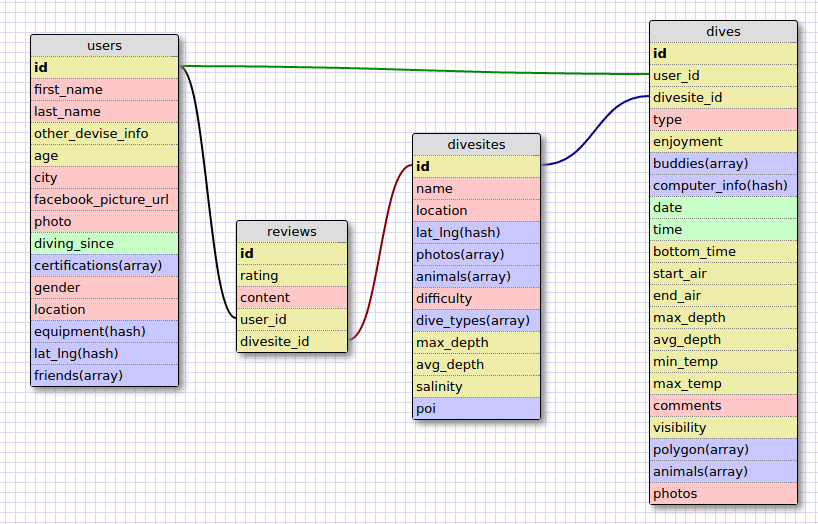 users
id
first_name
last_name
other_devise_info
age
city
facebook_picture_url
photo
diving_since
certifications(array)
gender
location
equipment(hash)
lat_lng(hash)
friends(array)
reviews
id
rating
content
user_id
divesite_id
divesites
id
name
location
lat_lng(hash)
photos(array)
animals(array)
difficulty
dive_types(array)
max_depth
avg_depth
salinity
poi
dives
id
user_id
divesite_id
type
enjoyment
buddies(array)
computer_info(hash)
date
time
bottom_time
start_air
end_air
max_depth
avg_depth
min_temp
max_temp
comments
visibility
polygon(array)
animals(array)
photos